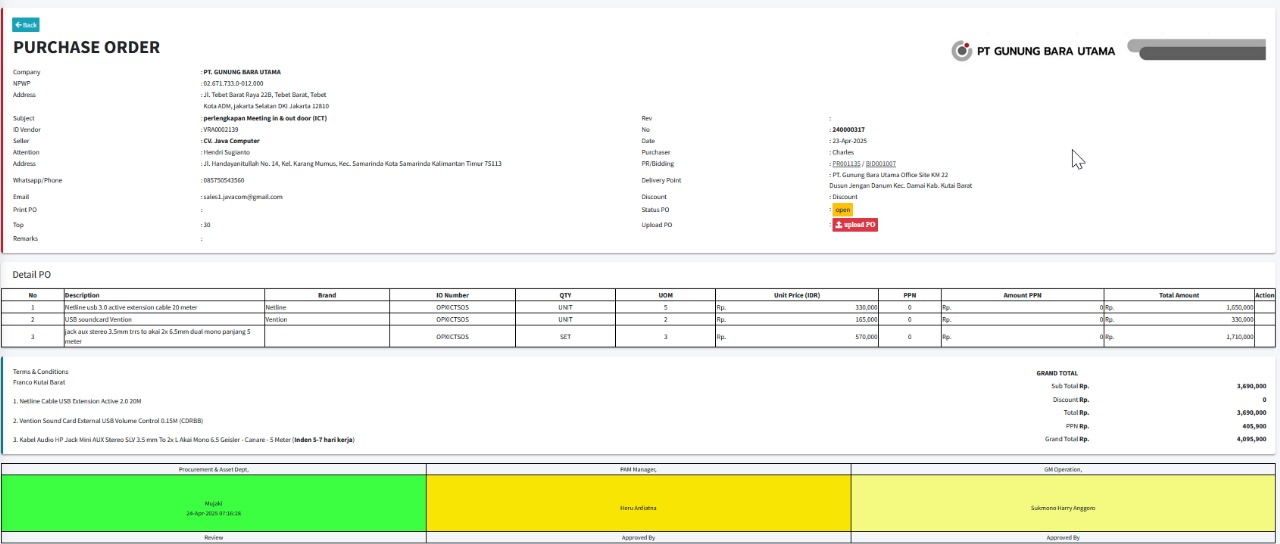 Back
PURCHASE ORDER
PT GUNUNG BARA UTAMA
Company : PT. GUNUNG BARA UTAMA
NPWP : 02.671.733.0-012.000
Address : Jl. Tebet Barat Raya 22B, Tebet Barat, Tebet
Kota ADM, jakarta Selatan DKI Jakarta 12810
Subject : perlengkapan Meeting in & out door (ICT) Rev :
ID Vendor : VRA0002139 No : 240000317
Seller : CV. Java Computer Date : 23-Apr-2025
Attention : Hendri Sugianto Purchaser : Charles
Address : Jl. Handayanitullah No. 14, Kel. Karang Mumus, Kec. Samarinda Kota Samarinda Kalimantan Timur 75113 PR/Bidding : PR001135 / BID001007
Whatsapp/Phone : 085750543560 Delivery Point : PT. Gunung Bara Utama Office Site KM 22
Dusun Jengan Danum Kec. Damai Kab. Kutai Barat
Email : sales1.javacom@gmail.com Discount : Discount
Print PO : Status PO : open
Top : 30 Upload PO : upload PO
Remarks :
Detail PO
No Description Brand IO Number QTY UOM Unit Price (IDR) PPN Amount PPN Total Amount Action
1 Netline usb 3.0 active extension cable 20 meter Netline OPXICTSOS UNIT 5 Rp. 330,000 0 Rp. 0 Rp. 1,650,000
2 USB soundcard Vention Vention OPXICTSOS UNIT 2 Rp. 165,000 0 Rp. 0 Rp. 330,000
3 jack aux stereo 3.5mm trrs to akai 2x 6.5mm dual mono panjang 5 meter OPXICTSOS SET 3 Rp. 570,000 0 Rp. 0 Rp. 1,710,000
Terms & Conditions
Franco Kutai Barat
1. Netline Cable USB Extension Active 2.0 20M
2. Vention Sound Card External USB Volume Control 0.15M (CDRBB)
3. Kabel Audio HP Jack Mini AUX Stereo SLV 3.5 mm To 2x L Akai Mono 6.5 Geisler - Canare - 5 Meter (Inden 5-7 hari kerja)
GRAND TOTAL
Sub Total Rp. 3,690,000
Discount Rp. 0
Total Rp. 3,690,000
PPN Rp. 405,900
Grand Total Rp. 4,095,900
Procurement & Asset Dept, FAM Manager, GM Operation,
Mujaki
24-Apr-2025 07:16:28
Heru Ardiatna
Sukmono Harry Anggoro
Review Approved By Approved By